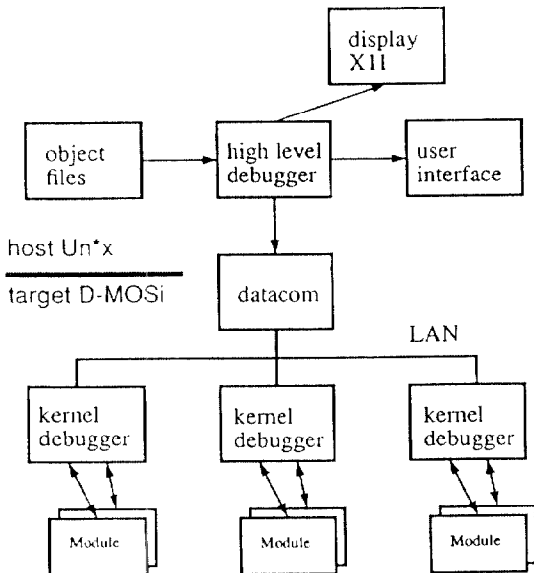 display
X11
object
files
high level
debugger
user
interface
host Un*x
target D-MOSi
datacom
LAN
kernel
debugger
kernel
debugger
kernel
debugger
Module
Module
Module